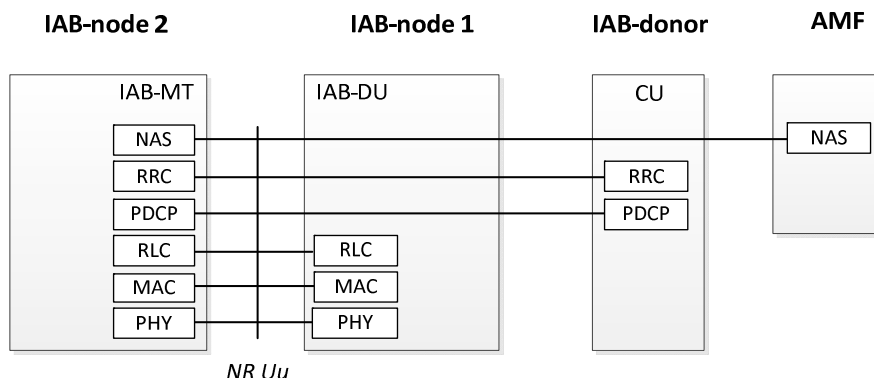 IAB-node 2 IAB-node 1 IAB-donor AMF
IAB-MT IAB-DU CU
NAS NAS
RRC RRC
PDCP PDCP
RLC RLC
MAC MAC
PHY PHY
NR Uu